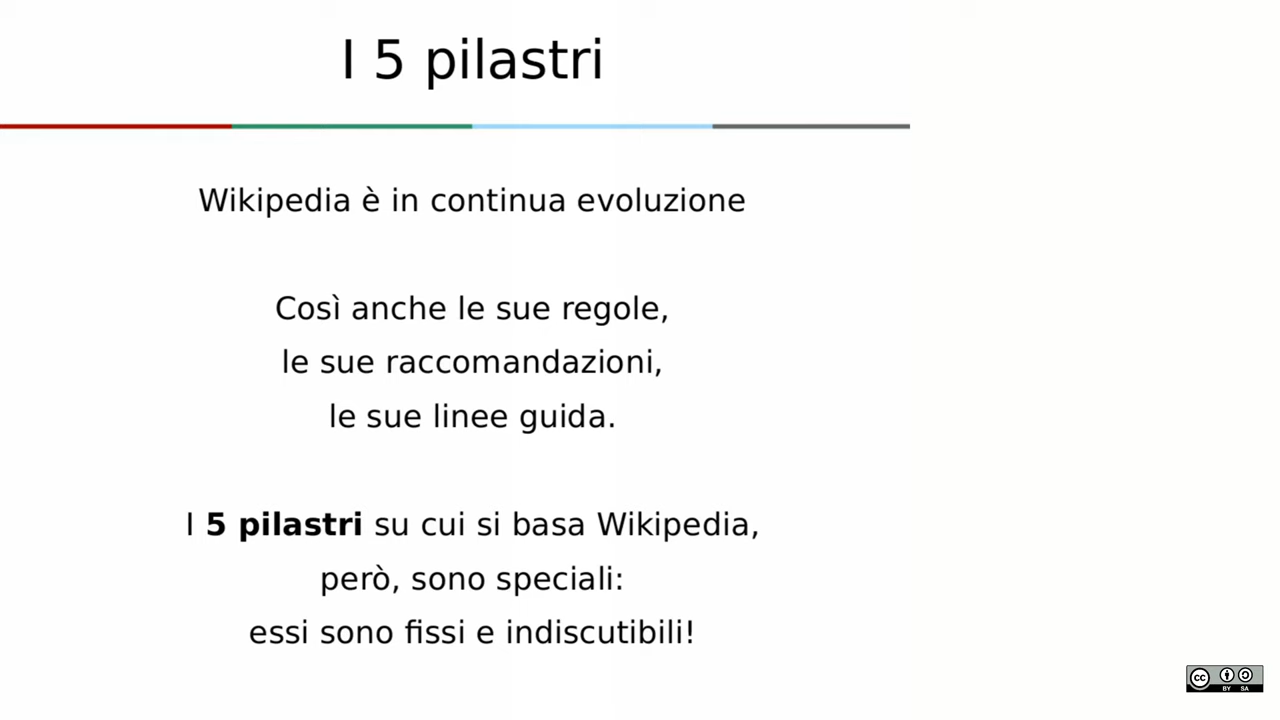 I 5 pilastri
Wikipedia è in continua evoluzione
Così anche le sue regole,
le sue raccomandazioni,
le sue linee guida.
I 5 pilastri su cui si basa Wikipedia,
però, sono speciali:
essi sono fissi e indiscutibili!
cc BY SA